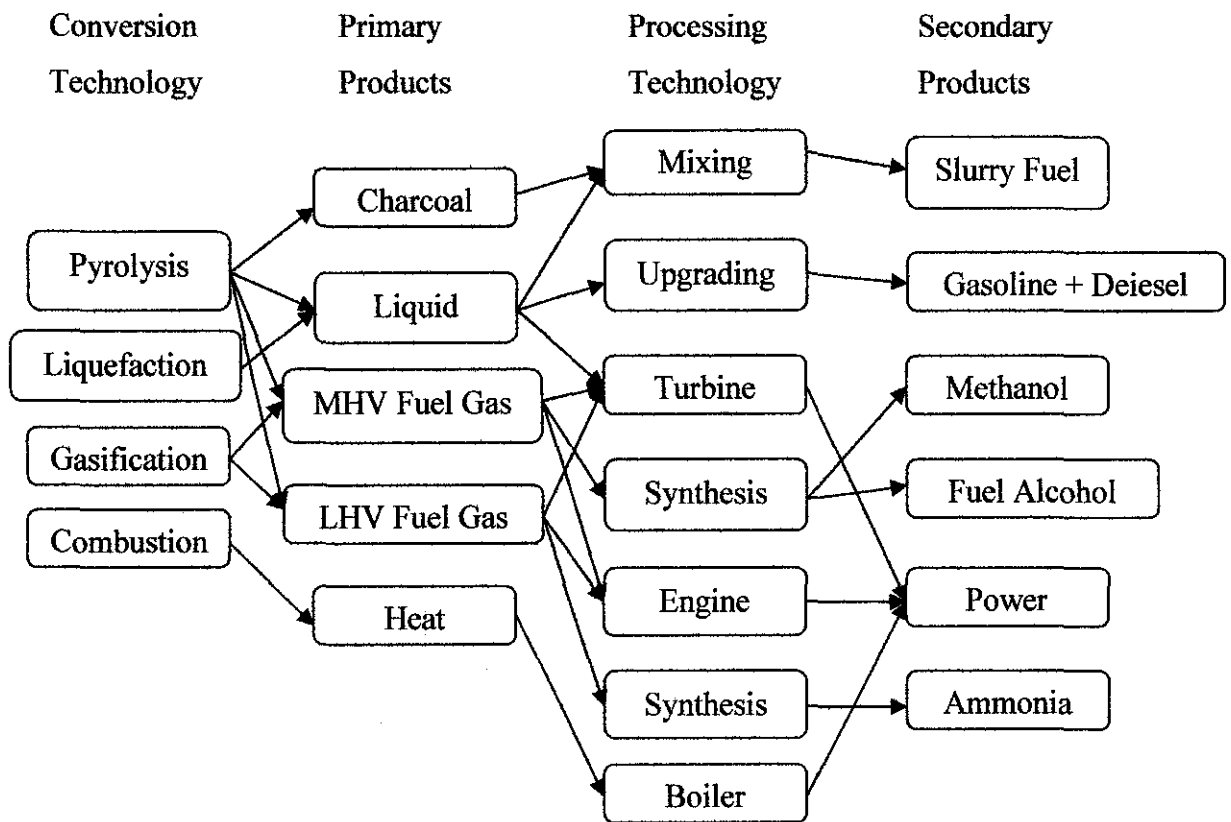 Conversion Primary Processing Secondary
Technology Products Technology Products
Mixing
Slurry Fuel
Charcoal
Pyrolysis
Upgrading
Gasoline + Deiesel
Liquid
Liquefaction
Turbine
Methanol
MHV Fuel Gas
Gasification
Synthesis
Fuel Alcohol
LHV Fuel Gas
Combustion
Engine
Power
Heat
Synthesis
Ammonia
Boiler